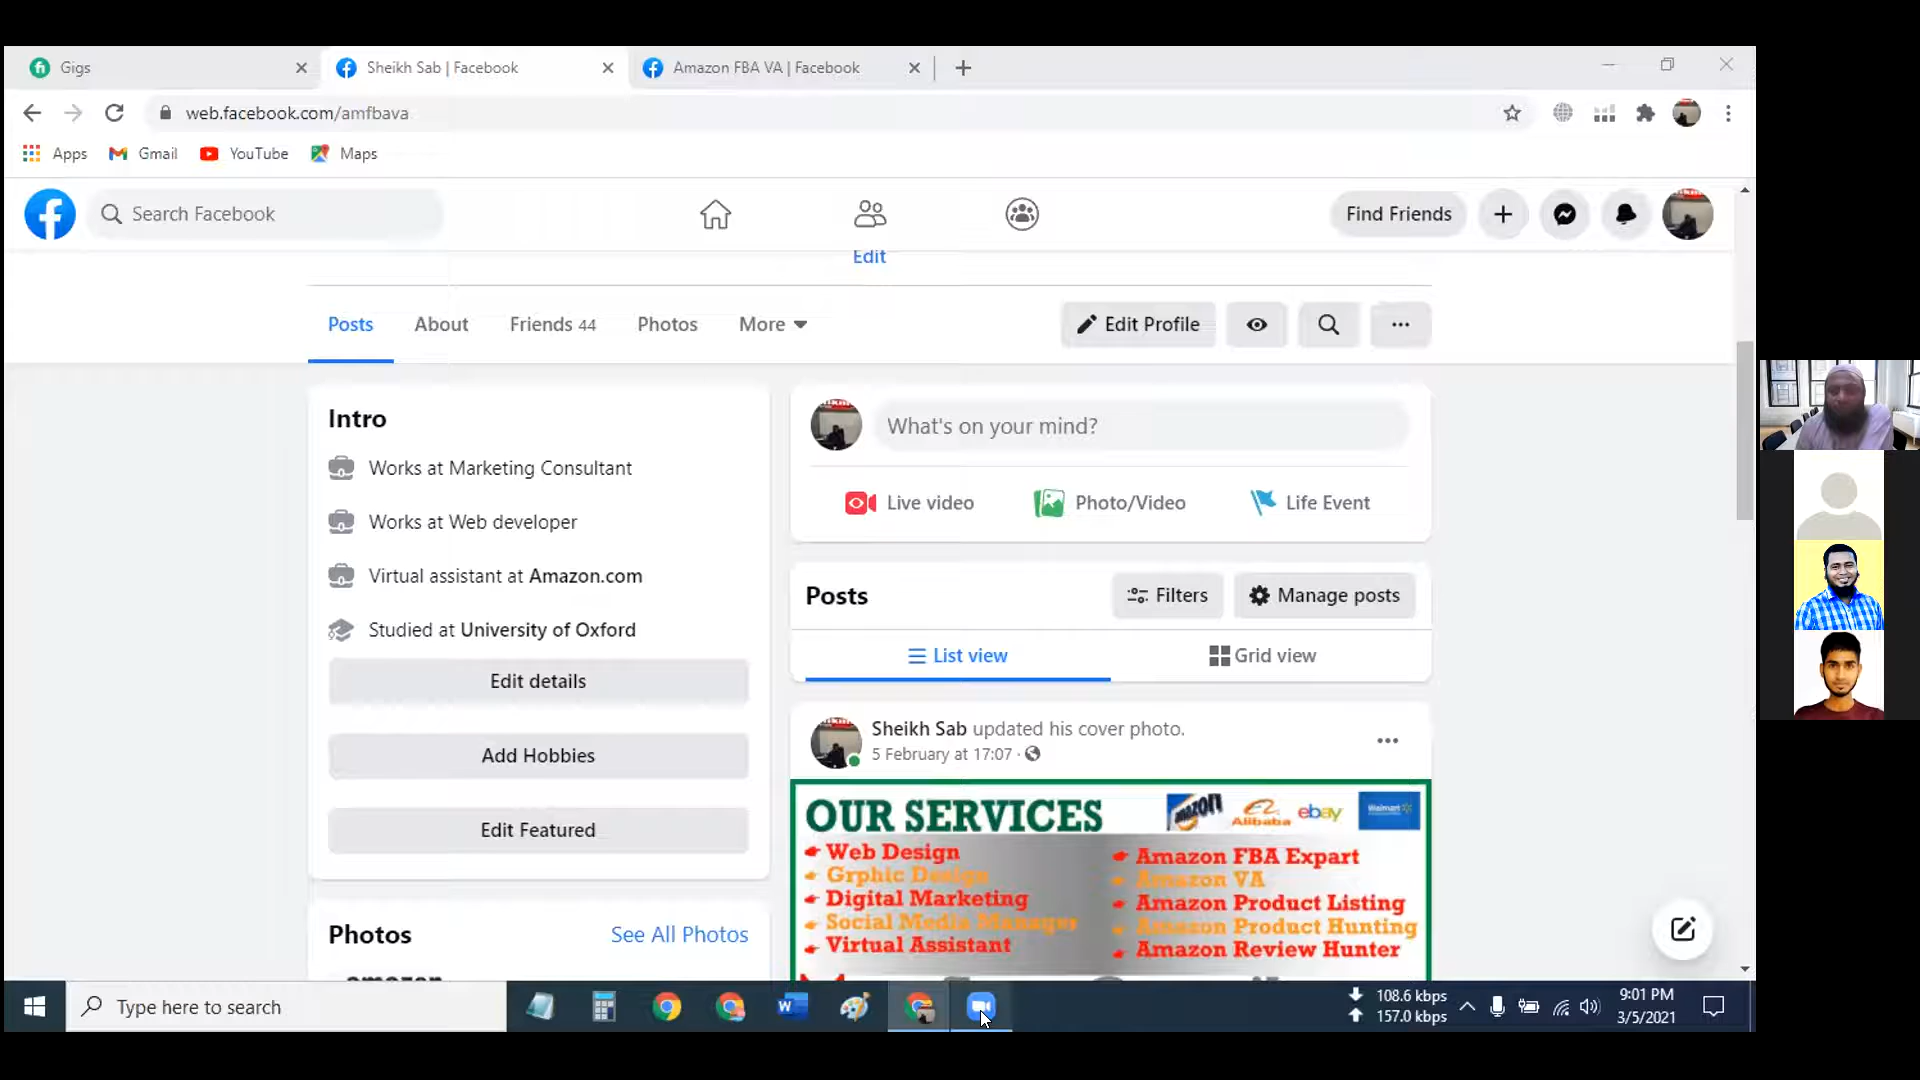 Gigs
Sheikh Sab | Facebook
Amazon FBA VA | Facebook
web.facebook.com/amfbava
Apps
Gmail
YouTube
Maps
Search Facebook
Find Friends
Edit
Posts
About
Friends 44
Photos
More
Edit Profile
Intro
Works at Marketing Consultant
Works at Web developer
Virtual assistant at Amazon.com
Studied at University of Oxford
Edit details
Add Hobbies
Edit Featured
Photos
See All Photos
What's on your mind?
Live video
Photo/Video
Life Event
Posts
Filters
Manage posts
List view
Grid view
Sheikh Sab updated his cover photo.
5 February at 17:07 ·
OUR SERVICES
amazon
Alibaba
ebay
Walmart
Web Design
Grphic Design
Digital Marketing
Social Media Manages
Virtual Assistant
Amazon FBA Expart
Amazon VA
Amazon Product Listing
Amazon Product Hunting
Amazon Review Hunter
Type here to search
108.6 kbps
157.0 kbps
9:01 PM
3/5/2021